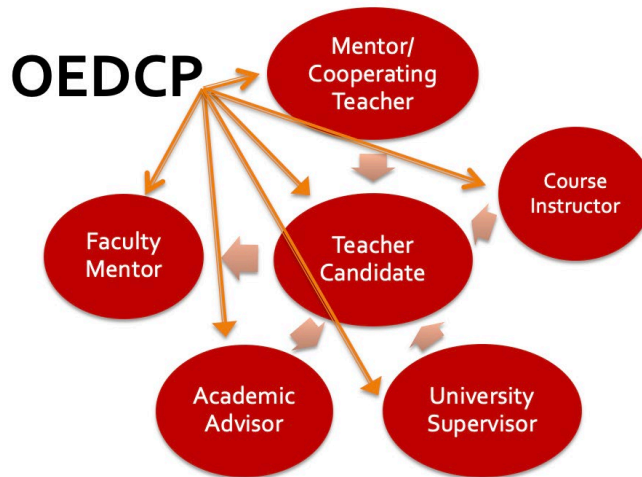 OEDCP
Mentor/
Cooperating
Teacher
Course
Instructor
Faculty
Mentor
Teacher
Candidate
Academic
Advisor
University
Supervisor